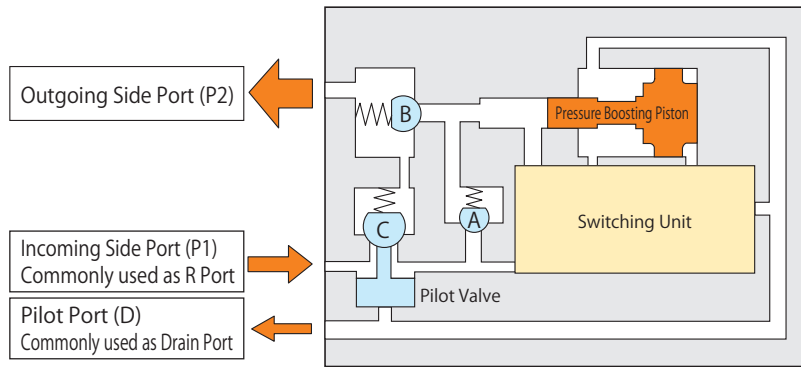 Outgoing Side Port (P2)
B
Pressure Boosting Piston
C
A
Switching Unit
Incoming Side Port (P1)
Commonly used as R Port
Pilot Valve
Pilot Port (D)
Commonly used as Drain Port